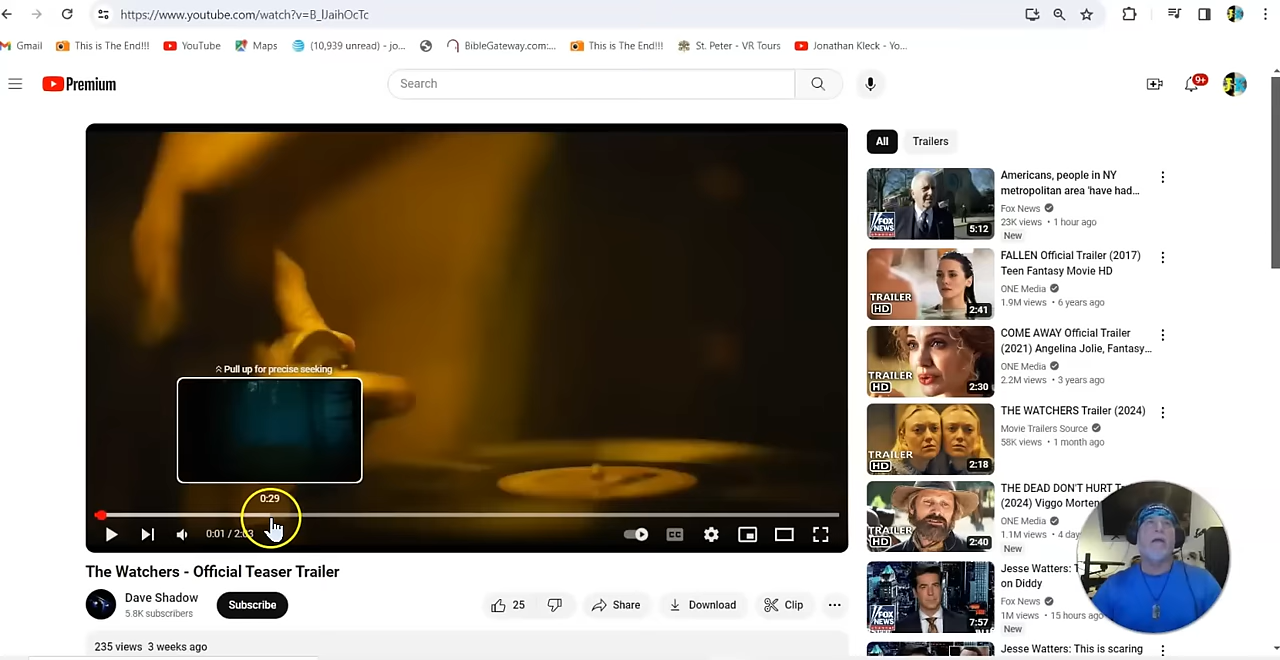 https://www.youtube.com/watch?v=B_lJaihOcTc
Gmail
This is The End!!!
YouTube
Maps
(10,939 unread) - jo...
BibleGateway.com:...
This is The End!!!
St. Peter - VR Tours
Jonathan Kleck - Yo...
Premium
Search
9+
All
Trailers
Americans, people in NY
metropolitan area 'have had...
Fox News
23K views • 1 hour ago
New
FOX
NEWS
5:12
FALLEN Official Trailer (2017)
Teen Fantasy Movie HD
ONE Media
1.9M views • 6 years ago
TRAILER
HD
2:41
COME AWAY Official Trailer
(2021) Angelina Jolie, Fantasy...
ONE Media
2.2M views • 3 years ago
TRAILER
HD
2:30
THE WATCHERS Trailer (2024)
Movie Trailers Source
58K views • 1 month ago
TRAILER
HD
2:18
THE DEAD DON'T HURT
(2024) Viggo
ONE Media
1.1M views • 4
New
TRAILER
HD
2:40
Jesse Watters:
on Diddy
Fox News
1M views • 15 hours ago
New
FOX
NEWS
7:57
Jesse Watters: This is scaring
Pull up for precise seeking
0:29
0:01 / 2:
CC
The Watchers - Official Teaser Trailer
Dave Shadow
5.8K subscribers
Subscribe
25
Share
Download
Clip
235 views 3 weeks ago